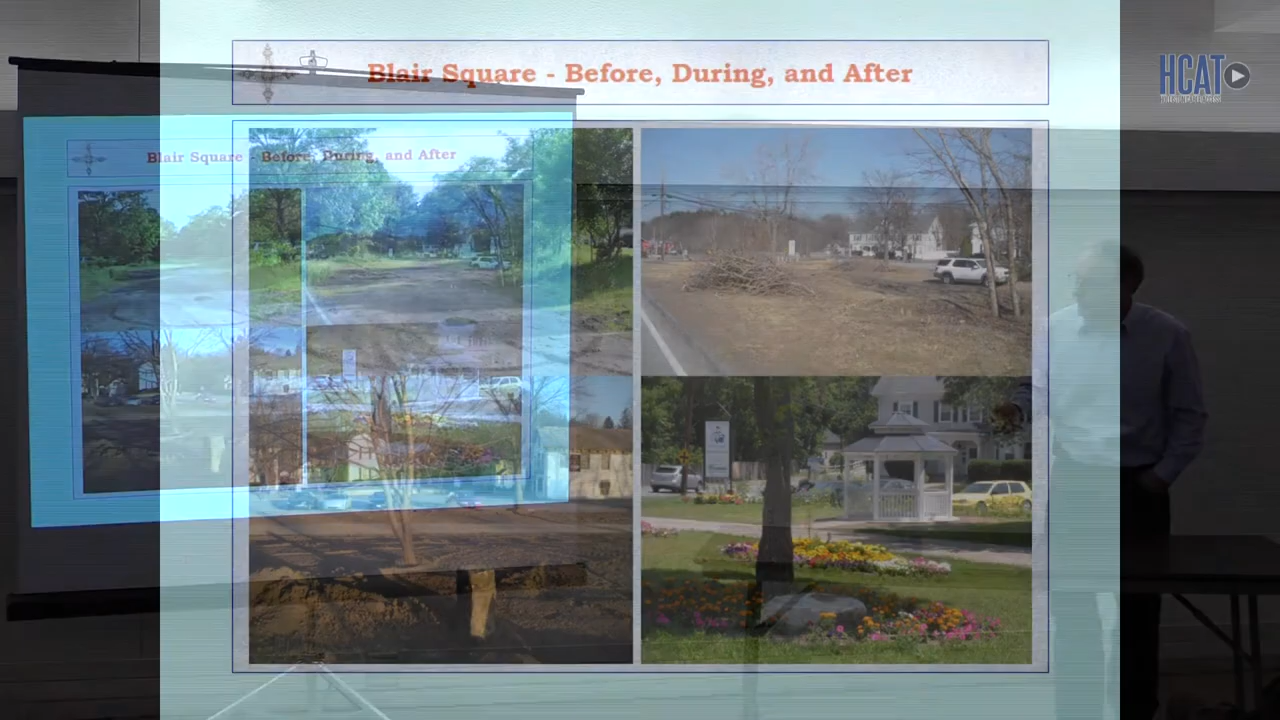 Blair Square - Before, During, and After
HCAT
Blair Square - Before, During, and After